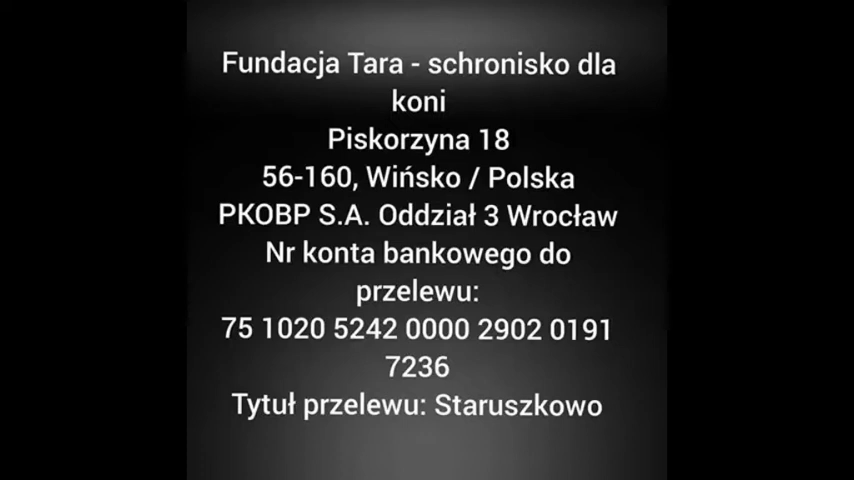 Fundacja Tara - schronisko dla
koni
Piskorzyna 18
56-160, Wińsko / Polska
PKOBP S.A. Oddział 3 Wrocław
Nr konta bankowego do
przelewu:
75 1020 5242 0000 2902 0191
7236
Tytuł przelewu: Staruszkowo